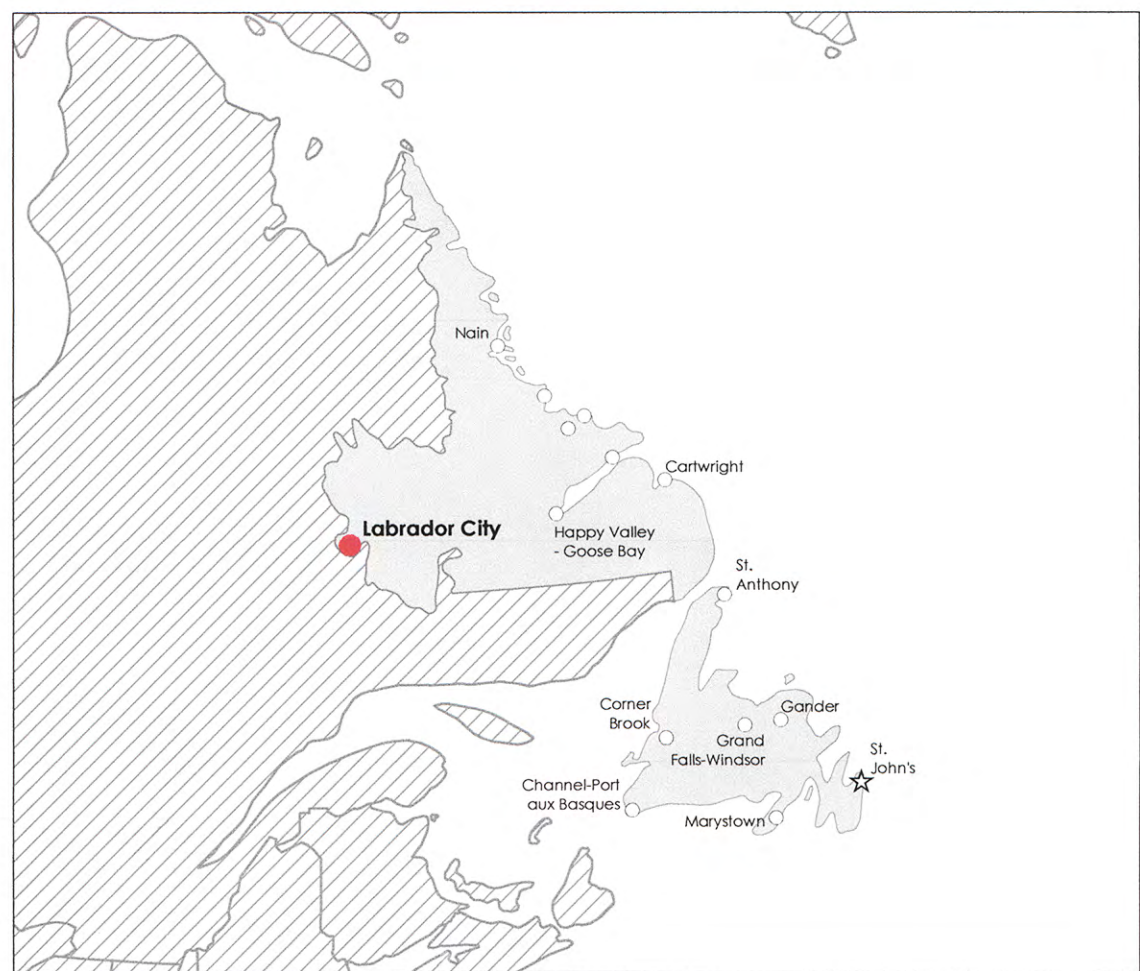 Nain
Cartwright
Labrador City
Happy Valley
- Goose Bay
St.
Anthony
Corner
Brook
Gander
Grand
Falls-Windsor
St.
John's
Channel-Port
aux Basques
Marystown